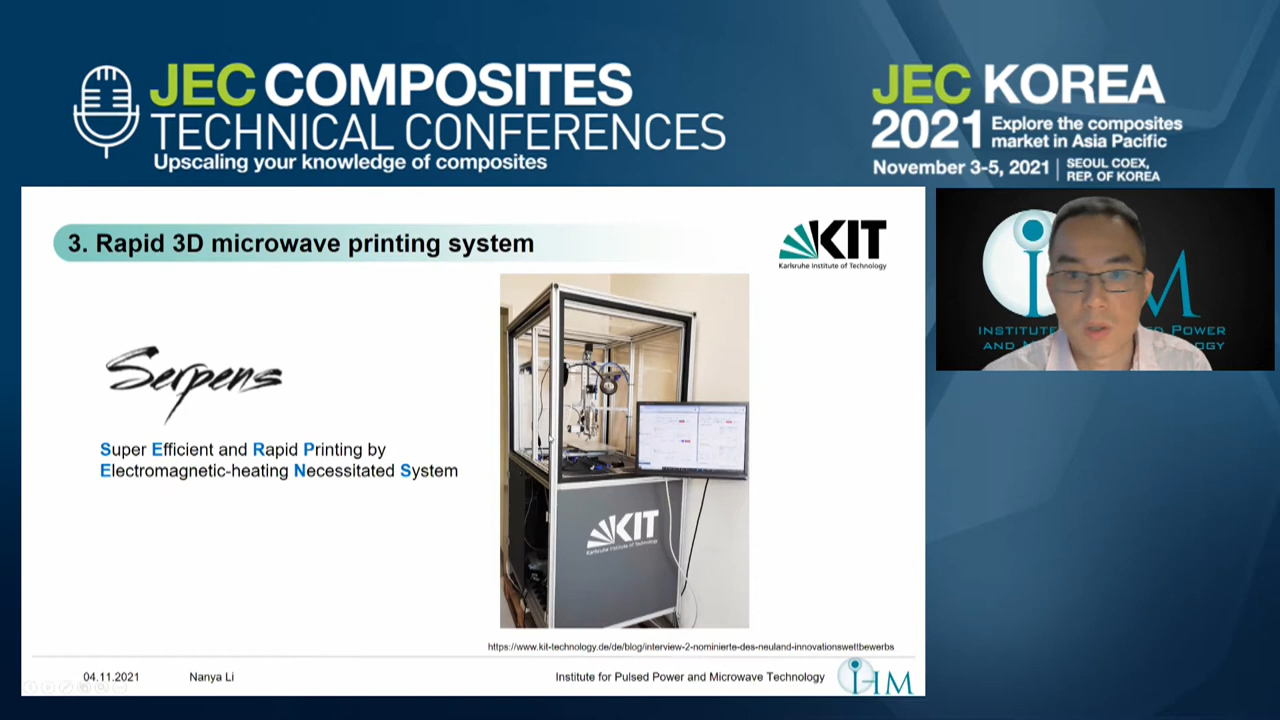 JEC COMPOSITES
TECHNICAL CONFERENCES
Upscaling your knowledge of composites
JEC KOREA
2021 Explore the composites
market in Asia Pacific
November 3-5, 2021 | SEOUL COEX,
REP. OF KOREA
3. Rapid 3D microwave printing system
KIT
Karlsruhe Institute of Technology
Serpens
Super Efficient and Rapid Printing by
Electromagnetic-heating Necessitated System
KIT
Karlsruhe Institute of Technology
https://www.kit-technology.de/de/blog/interview-2-nominierte-des-neuland-innovationswettbewerbs
04.11.2021
Nanya Li
Institute for Pulsed Power and Microwave Technology
IHM
INSTITUTE
POWER
AND